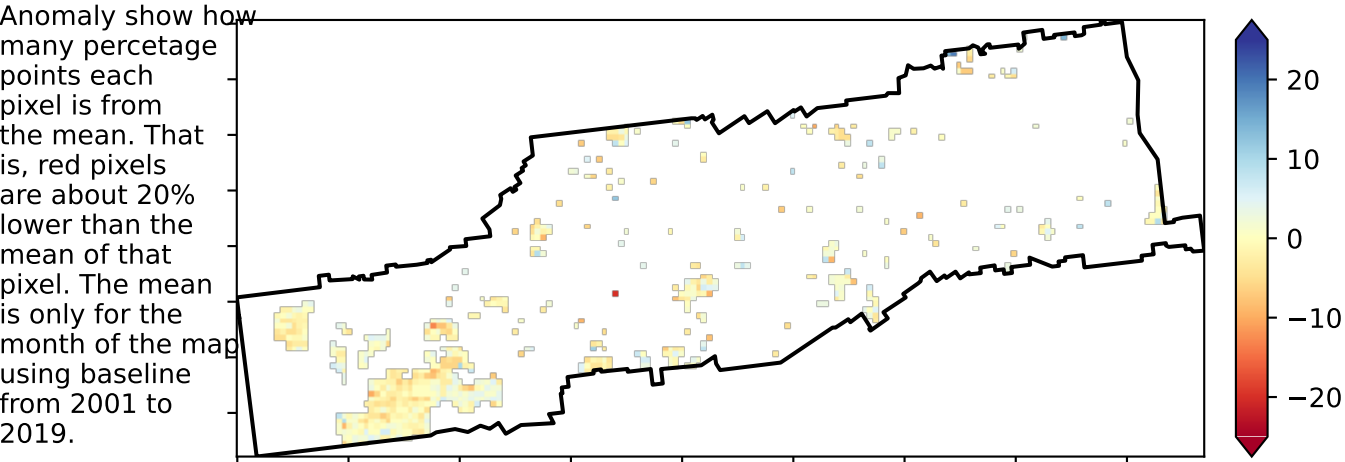 Anomaly show how
many percetage
points each
pixel is from
the mean. That
is, red pixels
are about 20%
lower than the
mean of that
pixel. The mean
is only for the
month of the map
using baseline
from 2001 to
2019.
20
10
0
−10
−20